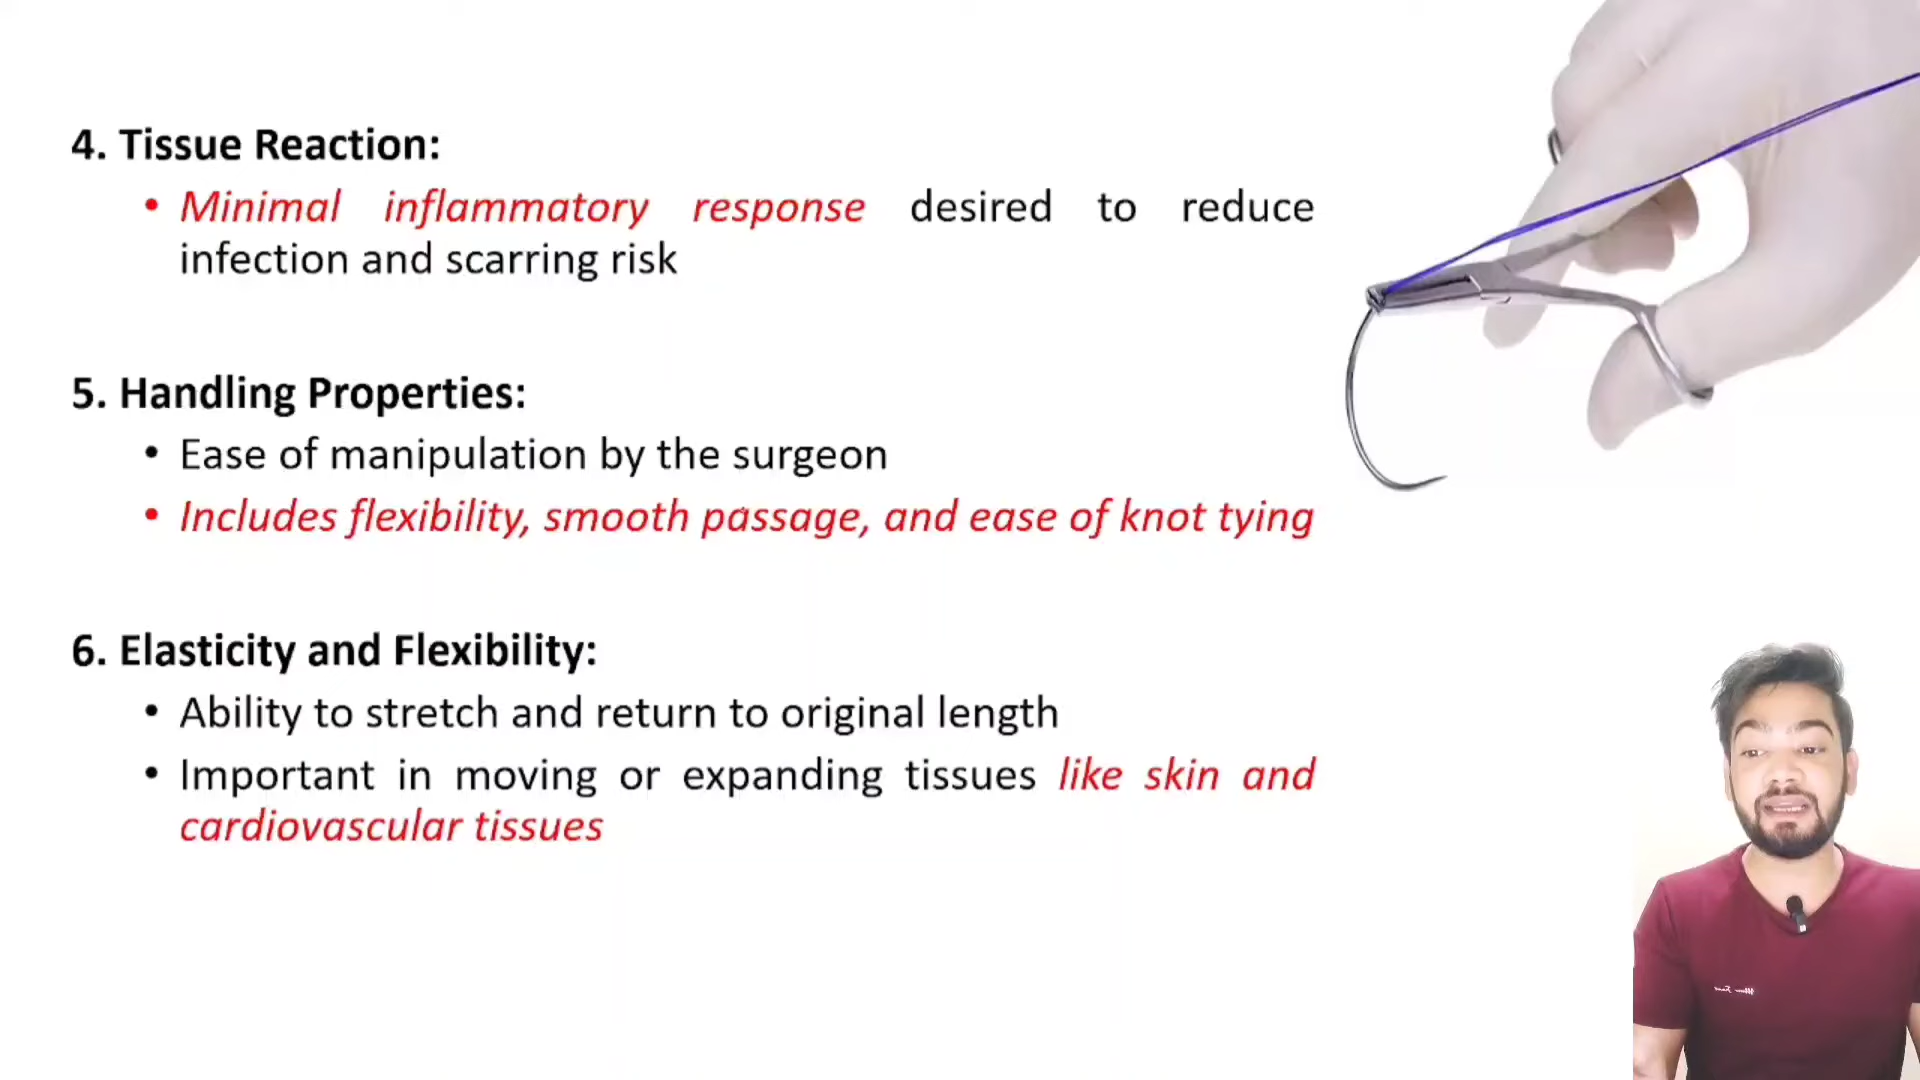 4. Tissue Reaction:
• Minimal inflammatory response desired to reduce
infection and scarring risk
5. Handling Properties:
• Ease of manipulation by the surgeon
• Includes flexibility, smooth passage, and ease of knot tying
6. Elasticity and Flexibility:
• Ability to stretch and return to original length
• Important in moving or expanding tissues like skin and
cardiovascular tissues